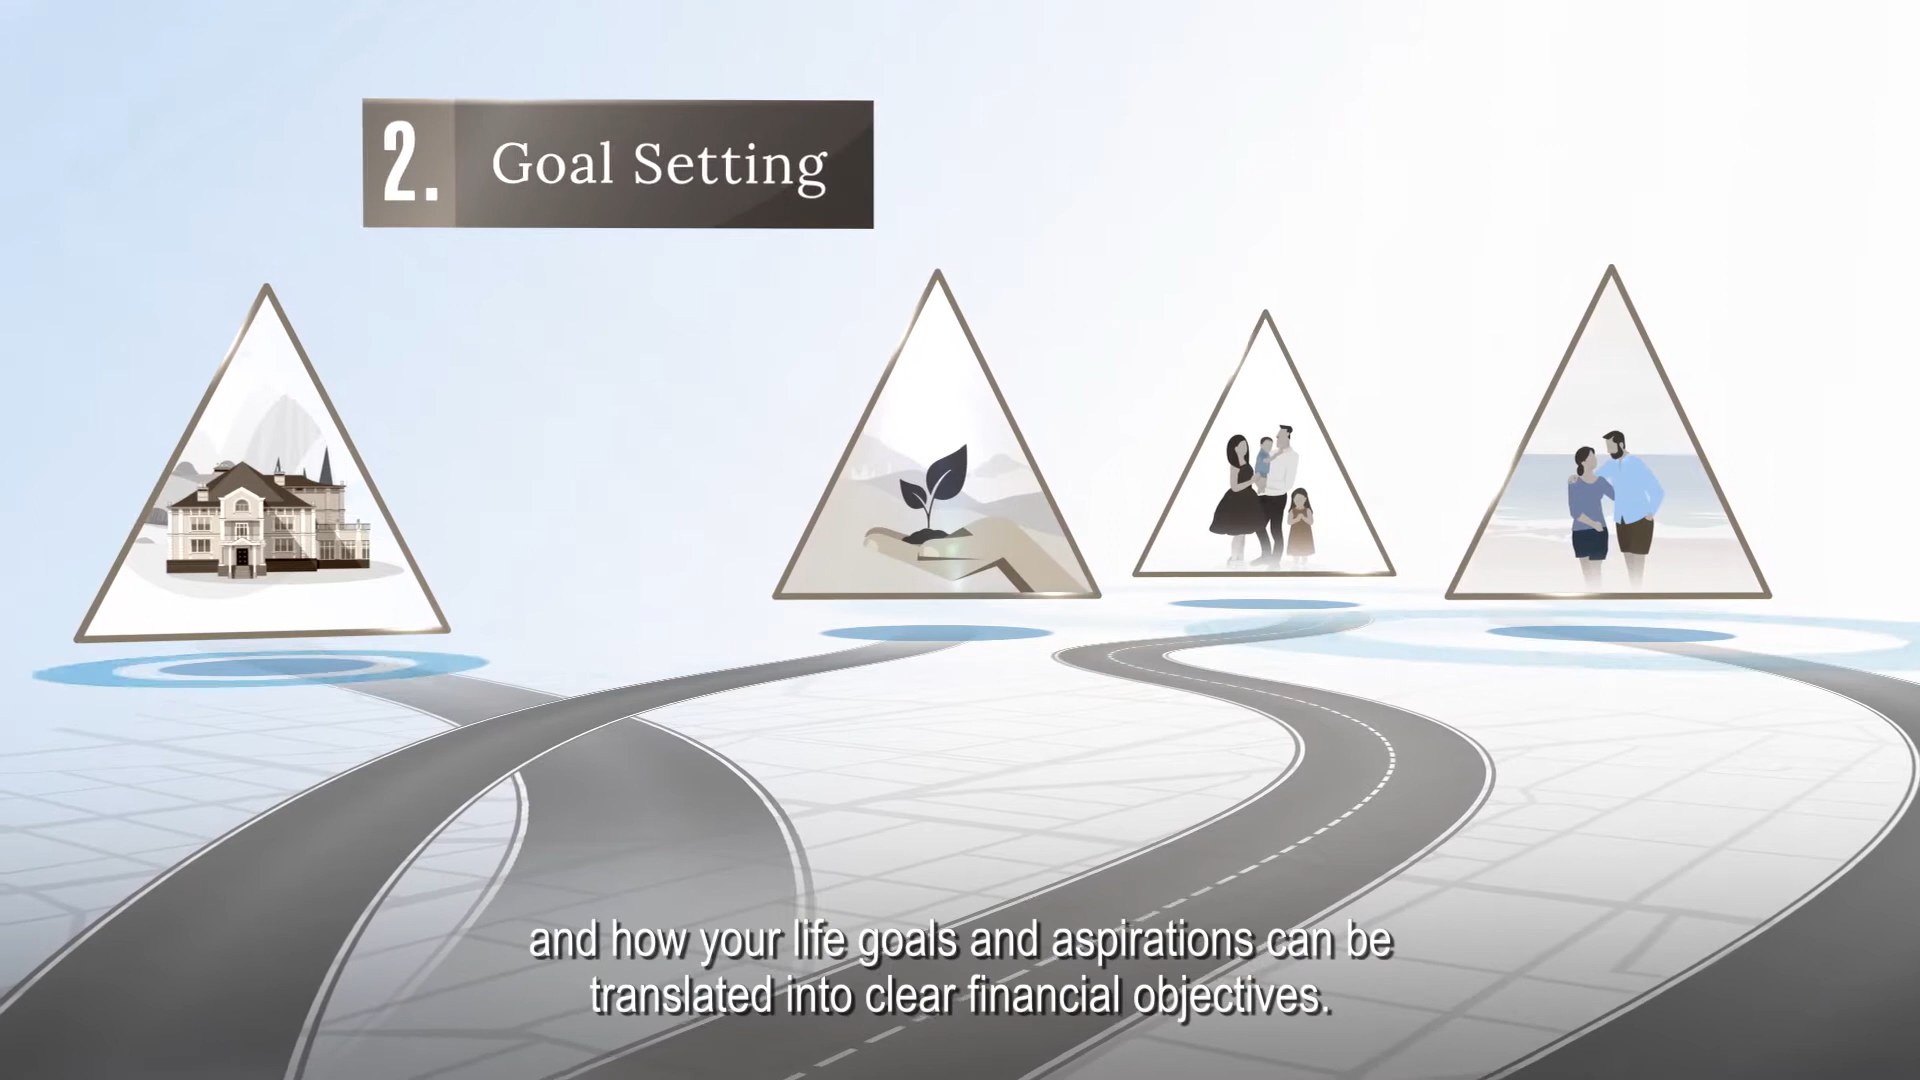 2. Goal Setting
and how your life goals and aspirations can be
translated into clear financial objectives.